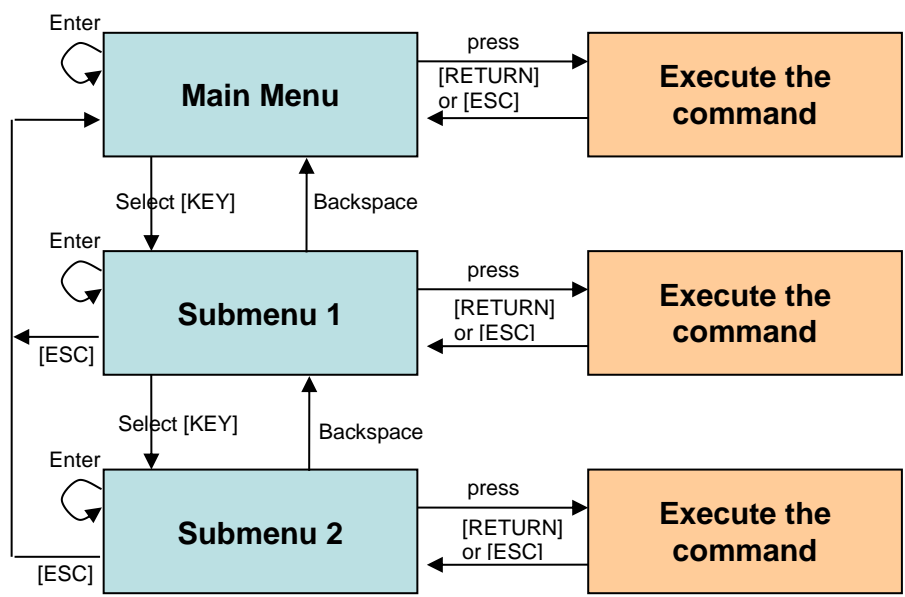 Enter
press
Main Menu
[RETURN]
or [ESC]
Execute the
command
Select [KEY]
Backspace
Enter
press
Submenu 1
[RETURN]
or [ESC]
Execute the
command
[ESC]
Select [KEY]
Backspace
Enter
press
Submenu 2
[RETURN]
or [ESC]
Execute the
command
[ESC]